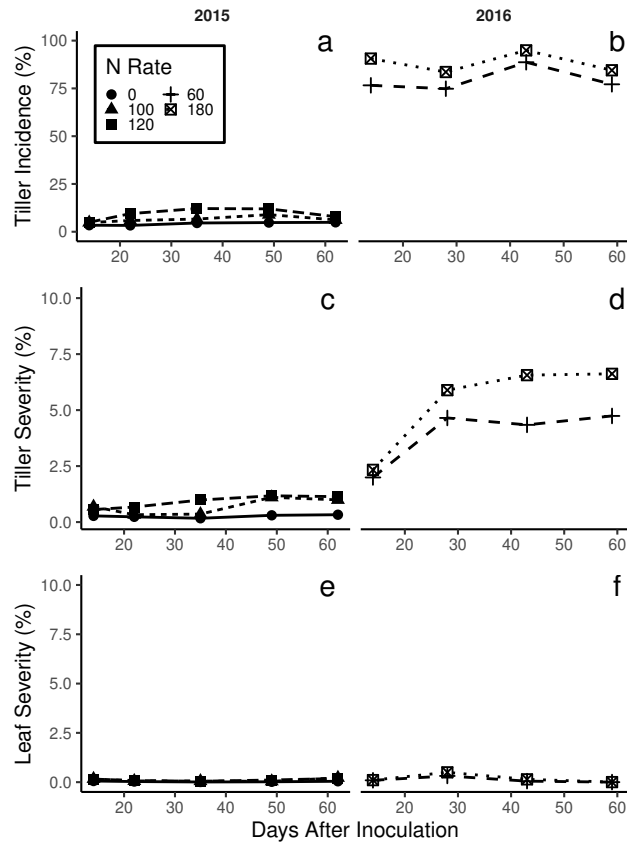 2015 2016
a b
Tiller Incidence (%)
100
75
50
25
0
N Rate
0 60
100 180
120
20 30 40 50 60 20 30 40 50 60
c d
Tiller Severity (%)
10.0
7.5
5.0
2.5
0.0
20 30 40 50 60 20 30 40 50 60
e f
Leaf Severity (%)
10.0
7.5
5.0
2.5
0.0
20 30 40 50 60 20 30 40 50 60
Days After Inoculation